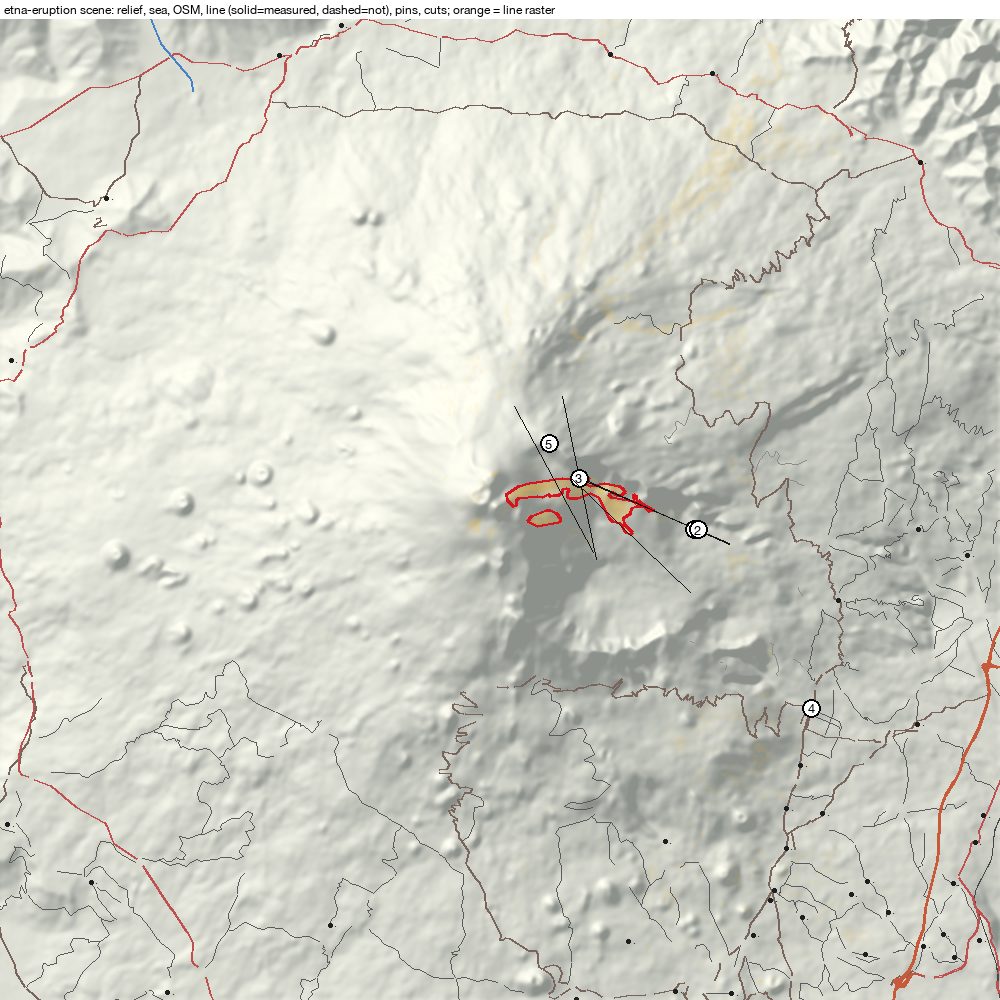 etna-eruption scene: relief, sea, OSM, line (solid=measured, dashed=not), pins, cuts; orange = line raster
5
3
2
4